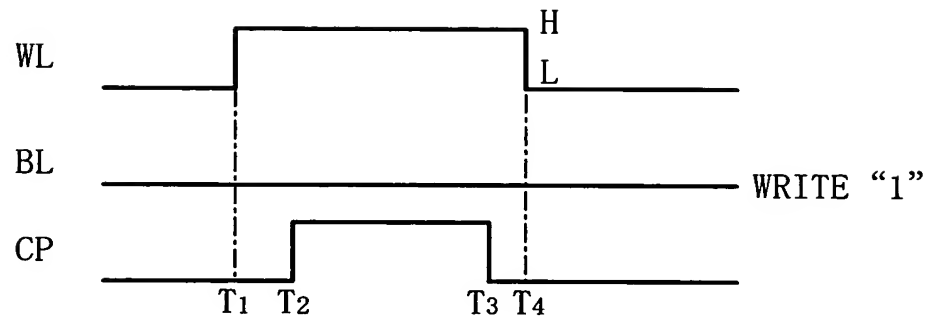 WL
H
L
BL
WRITE “1”
CP
T1 T2 T3 T4